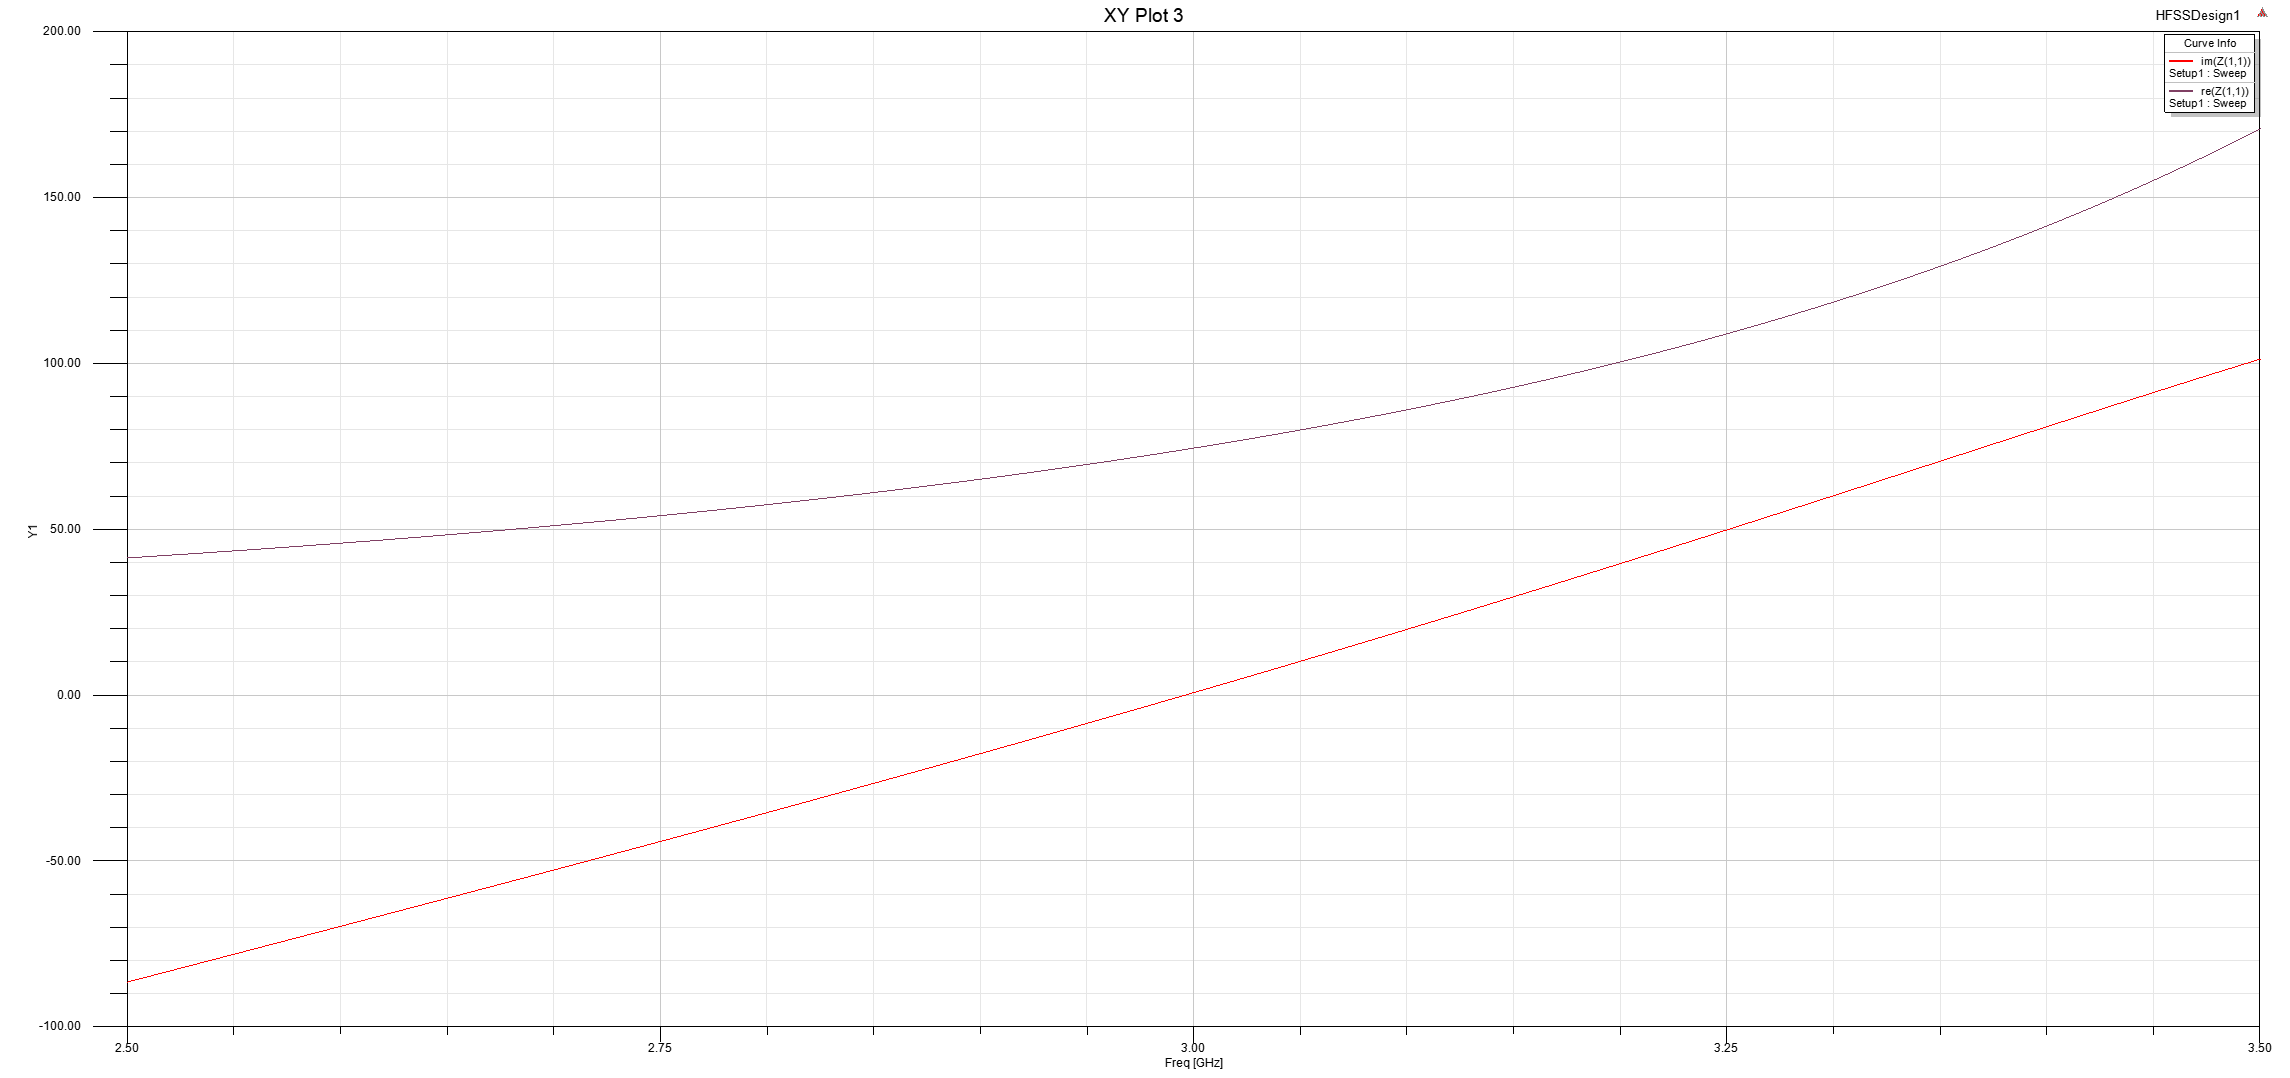 XY Plot 3
HFSSDesign1
Curve Info
im(Z(1,1))
Setup1 : Sweep
re(Z(1,1))
Setup1 : Sweep
200.00
150.00
100.00
50.00
0.00
-50.00
-100.00
Y1
2.50
2.75
3.00
3.25
3.50
Freq [GHz]